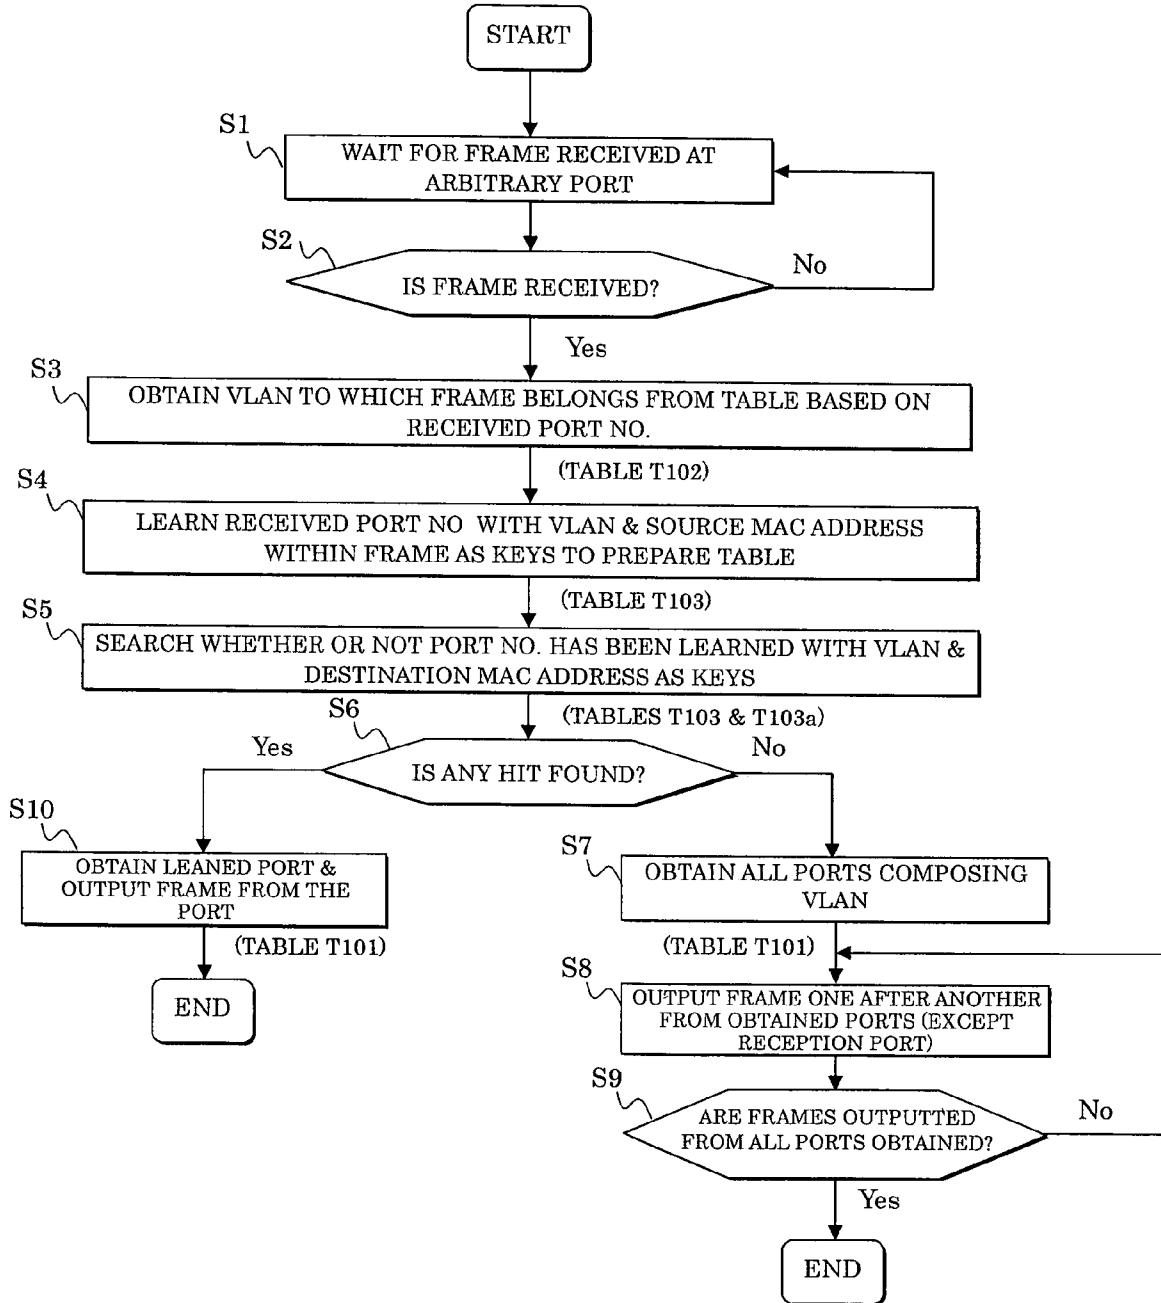 START
S1
WAIT FOR FRAME RECEIVED AT
ARBITRARY PORT
S2
IS FRAME RECEIVED?
No
Yes
S3
OBTAIN VLAN TO WHICH FRAME BELONGS FROM TABLE BASED ON
RECEIVED PORT NO.
(TABLE T102)
S4
LEARN RECEIVED PORT NO WITH VLAN & SOURCE MAC ADDRESS
WITHIN FRAME AS KEYS TO PREPARE TABLE
(TABLE T103)
S5
SEARCH WHETHER OR NOT PORT NO. HAS BEEN LEARNED WITH VLAN &
DESTINATION MAC ADDRESS AS KEYS
(TABLES T103 & T103a)
S6
IS ANY HIT FOUND?
Yes
No
S10
OBTAIN LEANED PORT &
OUTPUT FRAME FROM THE
PORT
(TABLE T101)
END
S7
OBTAIN ALL PORTS COMPOSING
VLAN
(TABLE T101)
S8
OUTPUT FRAME ONE AFTER ANOTHER
FROM OBTAINED PORTS (EXCEPT
RECEPTION PORT)
S9
ARE FRAMES OUTPUTTED
FROM ALL PORTS OBTAINED?
No
Yes
END